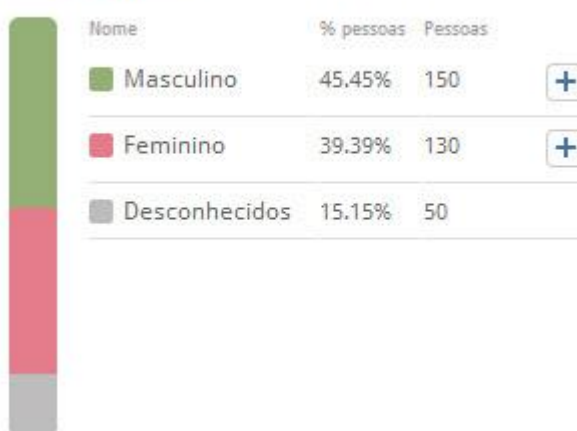 Nome % pessoas Pessoas
Masculino 45.45% 150 +
Feminino 39.39% 130 +
Desconhecidos 15.15% 50